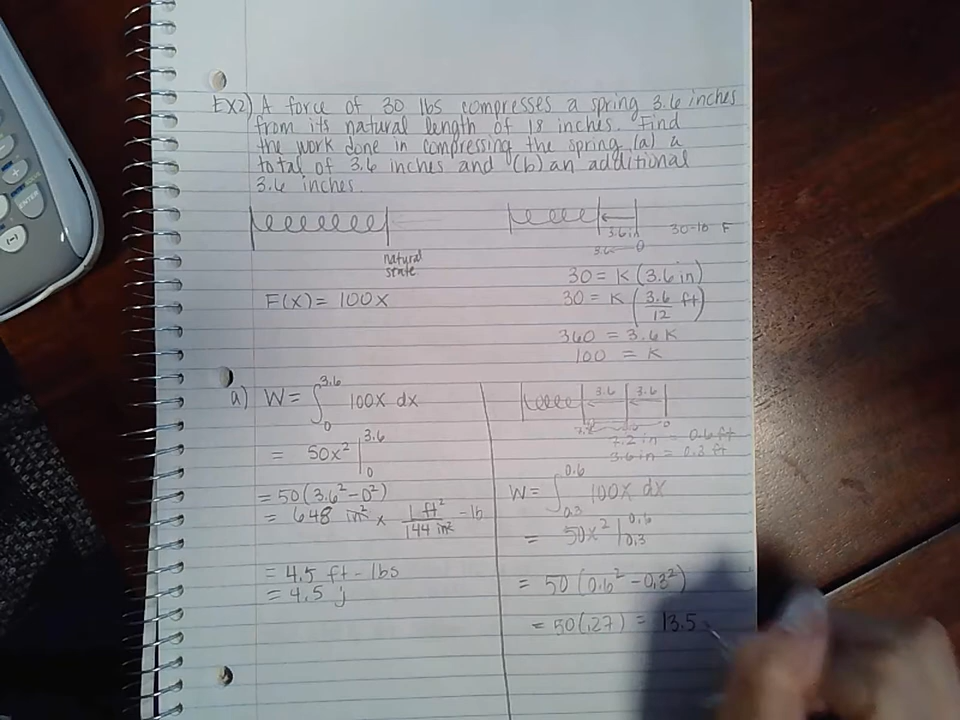 EX2) A force of 30 lbs compresses a spring 3.6 inches
from its natural length of 18 inches. Find
the work done in compressing the spring (a) a
total of 3.6 inches and (b) an additional
3.6 inches.
3.6 in
0
natural
state
30 = K (3.6 in)
F(x) = 100x
30 = K (3.6/12 ft)
360 = 3.6 K
100 = K
a) W = ∫₀^3.6 100x dx
= 50x² |₀^3.6
= 50 (3.6² - 0²)
= 648 in² × 1 ft²/144 in² - lb
= 4.5 ft - lbs
= 4.5 j
3.6 3.6
7.2 in = 0.6 ft
3.6 in = 0.3 ft
W = ∫_0.3^0.6 100x dx
= 50x² |_0.3^0.6
= 50 (0.6² - 0.3²)
= 50 (.27) = 13.5
ENTER
(-)
+